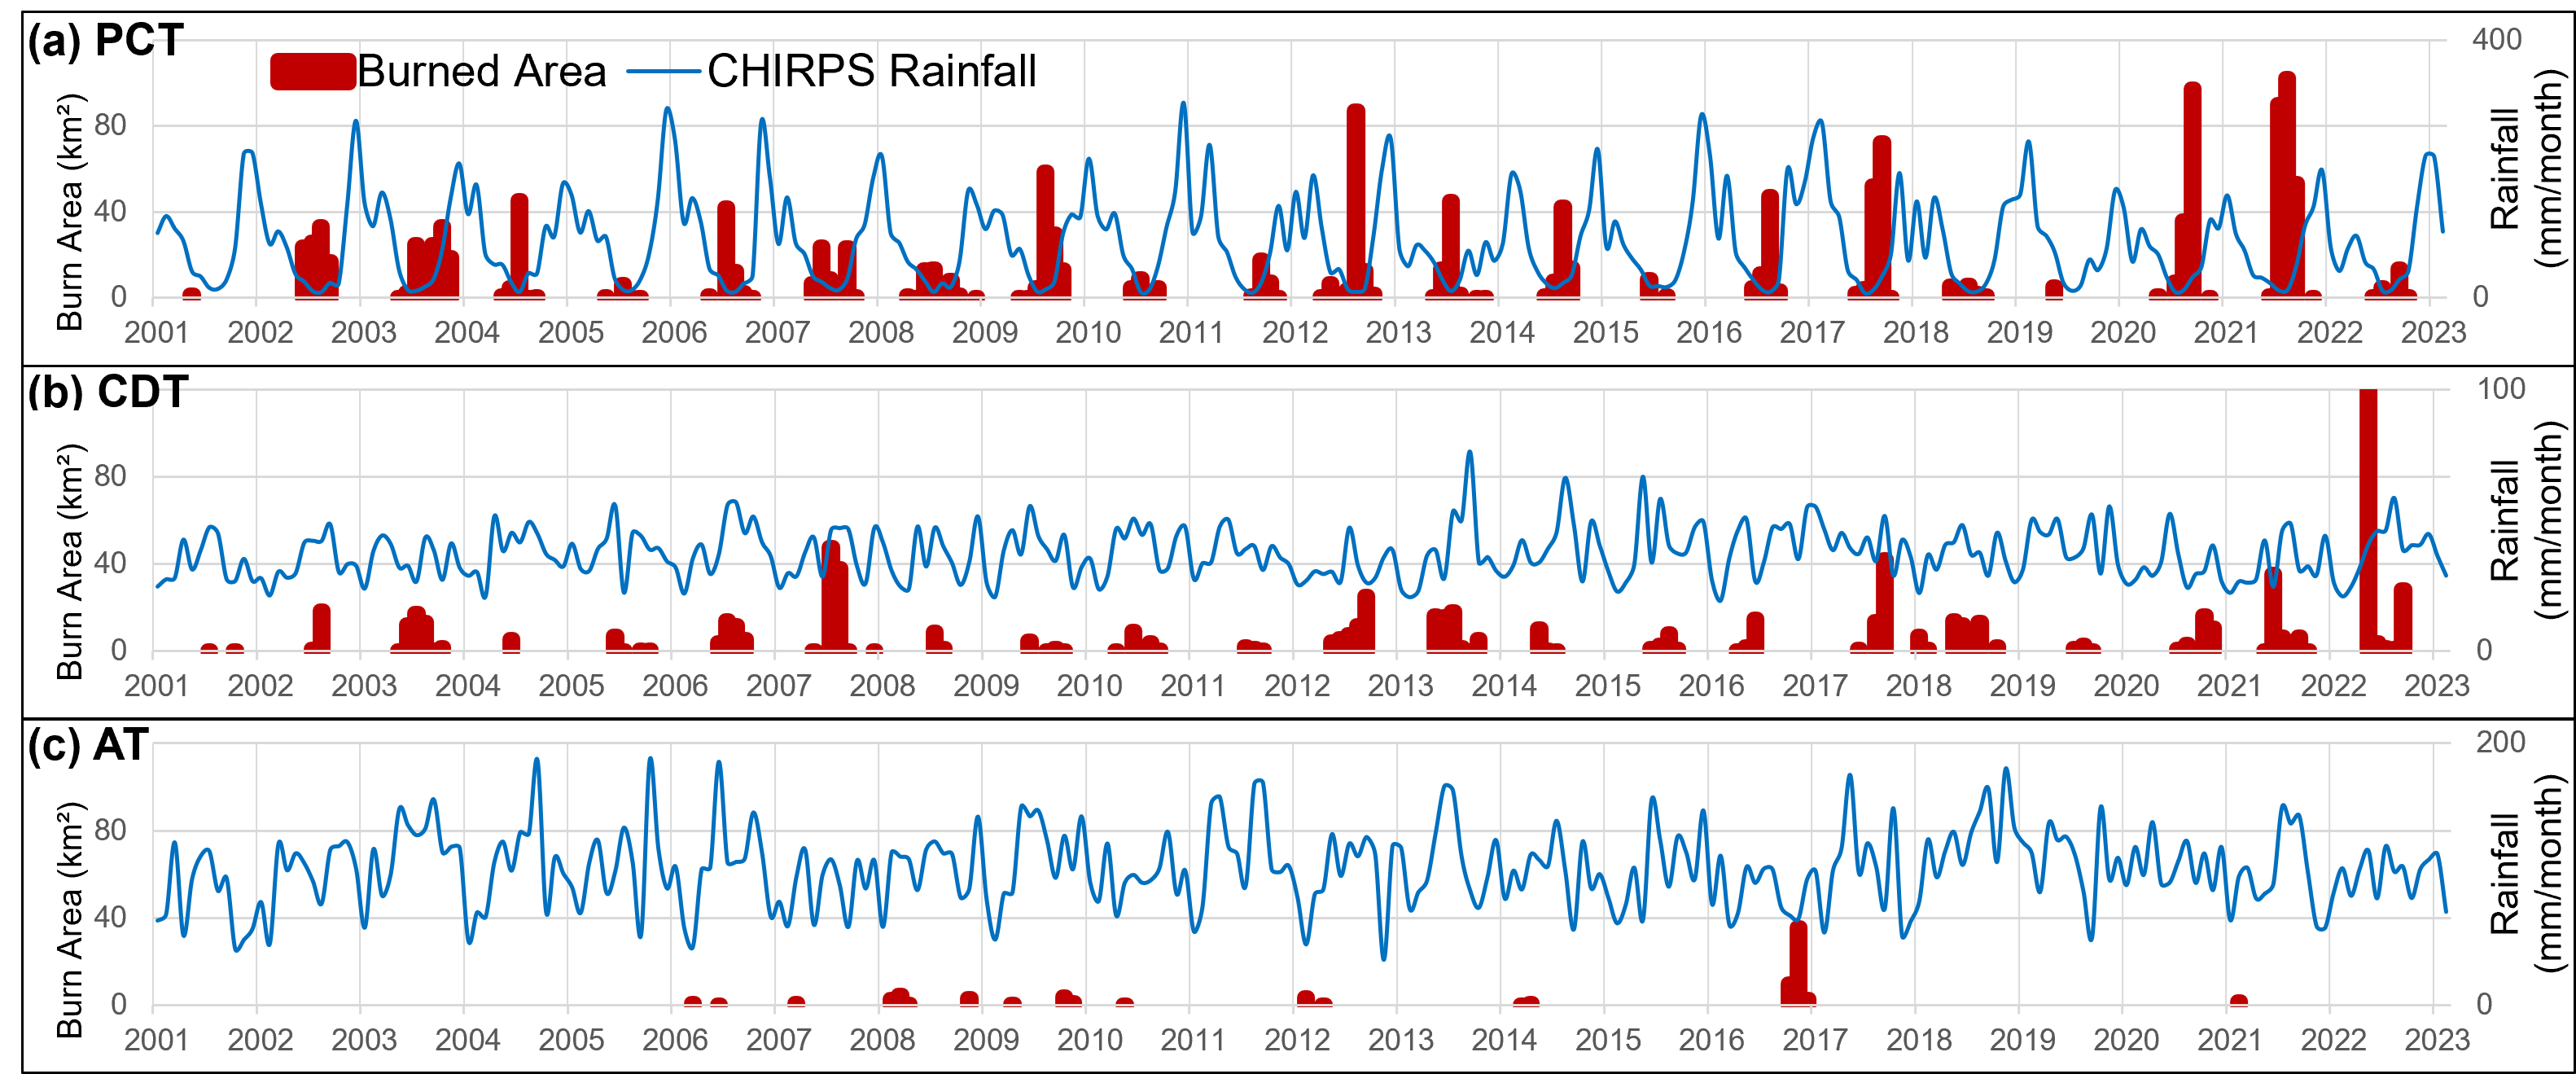 (a) PCT
Burned Area
CHIRPS Rainfall
400
80
40
0
0
Burn Area (km²)
Rainfall
(mm/month)
2001 2002 2003 2004 2005 2006 2007 2008 2009 2010 2011 2012 2013 2014 2015 2016 2017 2018 2019 2020 2021 2022 2023
(b) CDT
100
80
40
0
0
Burn Area (km²)
Rainfall
(mm/month)
2001 2002 2003 2004 2005 2006 2007 2008 2009 2010 2011 2012 2013 2014 2015 2016 2017 2018 2019 2020 2021 2022 2023
(c) AT
200
80
40
0
0
Burn Area (km²)
Rainfall
(mm/month)
2001 2002 2003 2004 2005 2006 2007 2008 2009 2010 2011 2012 2013 2014 2015 2016 2017 2018 2019 2020 2021 2022 2023